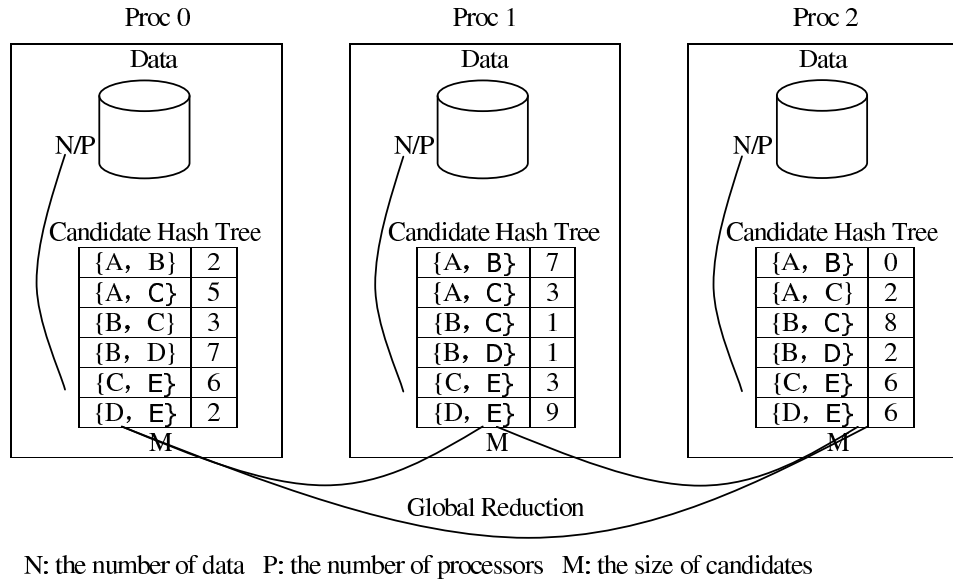 Proc 0 Proc 1 Proc 2
Data Data Data
N/P N/P N/P
Candidate Hash Tree Candidate Hash Tree Candidate Hash Tree
{A, B} 2 {A, B} 7 {A, B} 0
{A, C} 5 {A, C} 3 {A, C} 2
{B, C} 3 {B, C} 1 {B, C} 8
{B, D} 7 {B, D} 1 {B, D} 2
{C, E} 6 {C, E} 3 {C, E} 6
{D, E} 2 {D, E} 9 {D, E} 6
M M M
Global Reduction
N: the number of data P: the number of processors M: the size of candidates